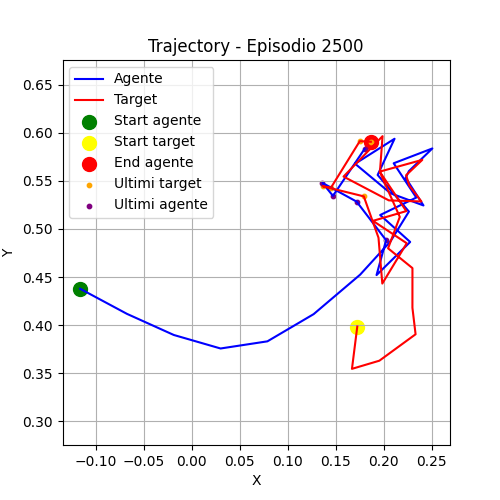 Trajectory - Episodio 2500
Agente
Target
Start agente
Start target
End agente
Ultimi target
Ultimi agente
Y
0.65
0.60
0.55
0.50
0.45
0.40
0.35
0.30
−0.10 −0.05 0.00 0.05 0.10 0.15 0.20 0.25
X